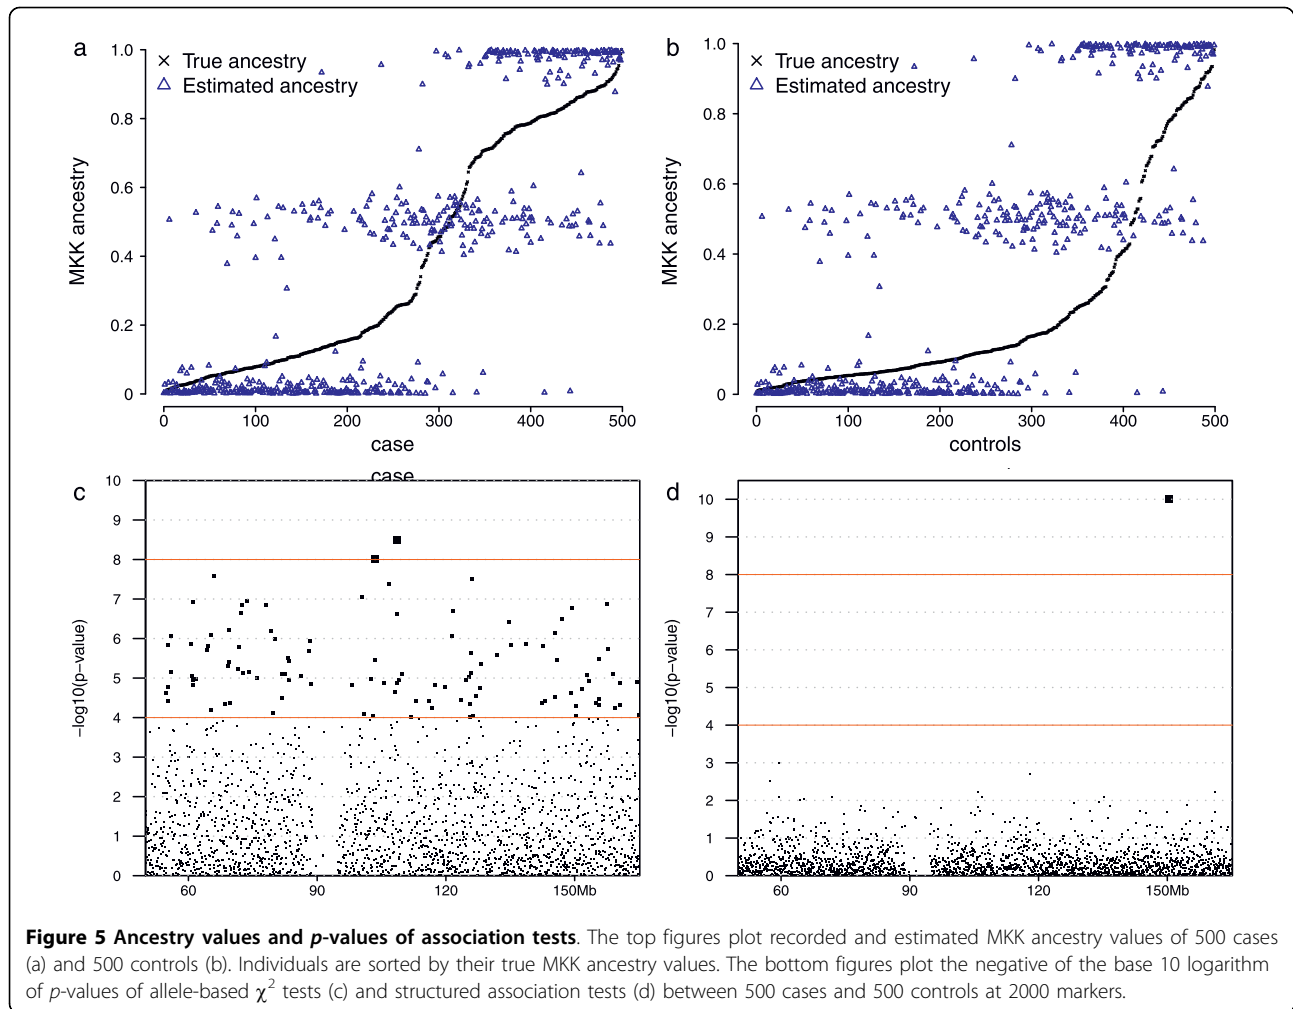 a
1.0
× True ancestry
△ Estimated ancestry
0.8
0.6
0.4
0.2
0
MKK ancestry
0 100 200 300 400 500
case
b
1.0
× True ancestry
△ Estimated ancestry
0.8
0.6
0.4
0.2
0
MKK ancestry
0 100 200 300 400 500
controls
case
c
10
9
8
7
6
5
4
3
2
1
0
−log10(p−value)
60 90 120 150Mb
d
10
9
8
7
6
5
4
3
2
1
0
−log10(p−value)
60 90 120 150Mb
Figure 5 Ancestry values and p-values of association tests. The top figures plot recorded and estimated MKK ancestry values of 500 cases
(a) and 500 controls (b). Individuals are sorted by their true MKK ancestry values. The bottom figures plot the negative of the base 10 logarithm
of p-values of allele-based χ² tests (c) and structured association tests (d) between 500 cases and 500 controls at 2000 markers.